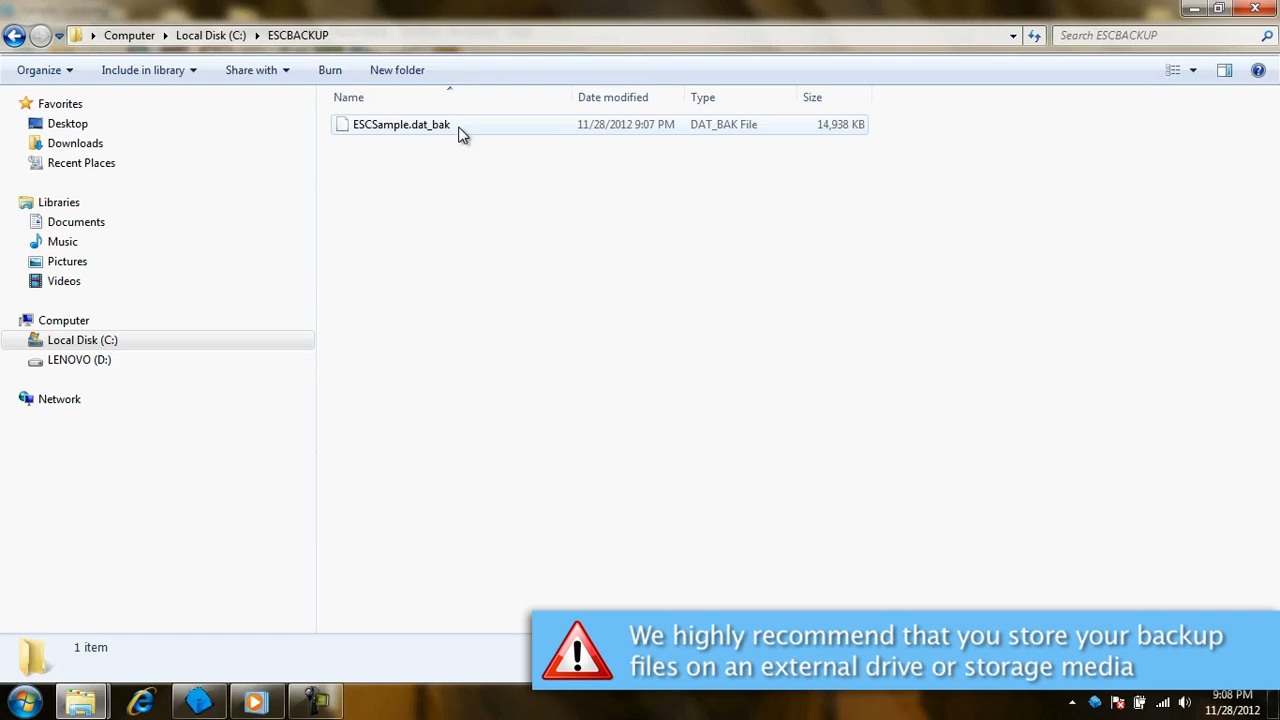 Computer Local Disk (C:) ESCBACKUP Search ESCBACKUP
Organize Include in library Share with Burn New folder
Favorites
Desktop
Downloads
Recent Places
Libraries
Documents
Music
Pictures
Videos
Computer
Local Disk (C:)
LENOVO (D:)
Network
Name Date modified Type Size
ESCSample.dat_bak 11/28/2012 9:07 PM DAT_BAK File 14,938 KB
1 item
We highly recommend that you store your backup
files on an external drive or storage media
9:08 PM
11/28/2012